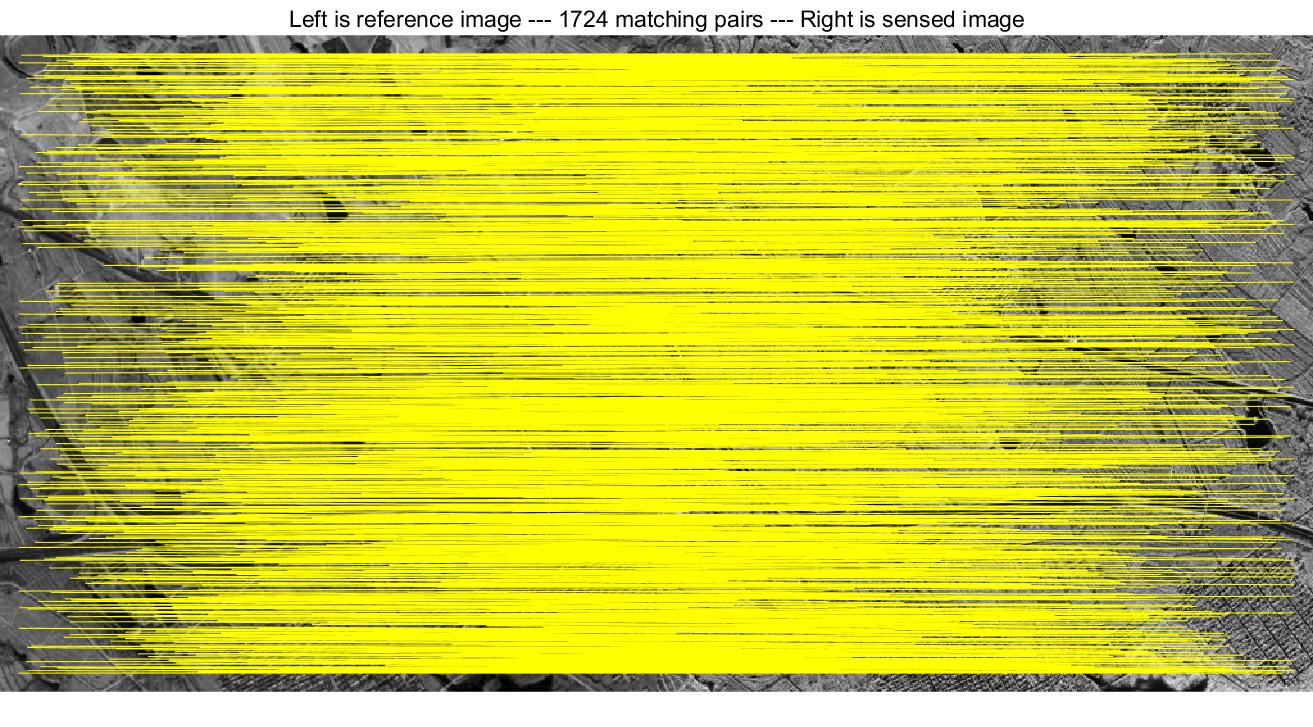 Left is reference image --- 1724 matching pairs --- Right is sensed image